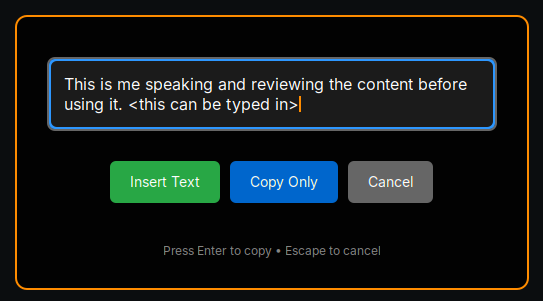 This is me speaking and reviewing the content before
using it. <this can be typed in>
Insert Text
Copy Only
Cancel
Press Enter to copy • Escape to cancel